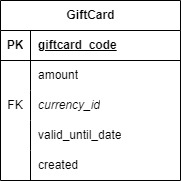 GiftCard
PK giftcard_code
amount
FK currency_id
valid_until_date
created